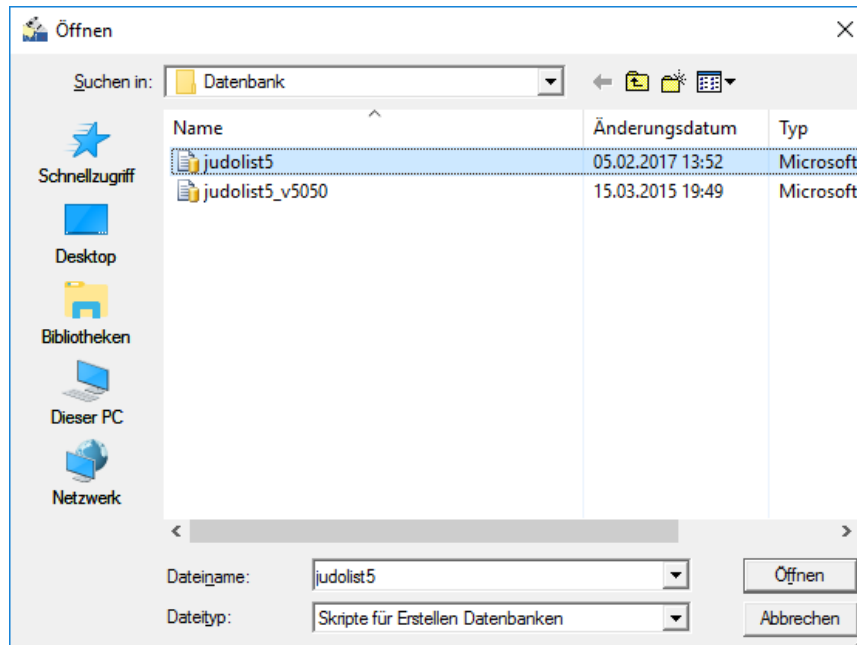 Öffnen
Suchen in: Datenbank
Name Änderungsdatum Typ
judolist5 05.02.2017 13:52 Microsoft
judolist5_v5050 15.03.2015 19:49 Microsoft
Schnellzugriff
Desktop
Bibliotheken
Dieser PC
Netzwerk
Dateiname: judolist5 Öffnen
Dateityp: Skripte für Erstellen Datenbanken Abbrechen